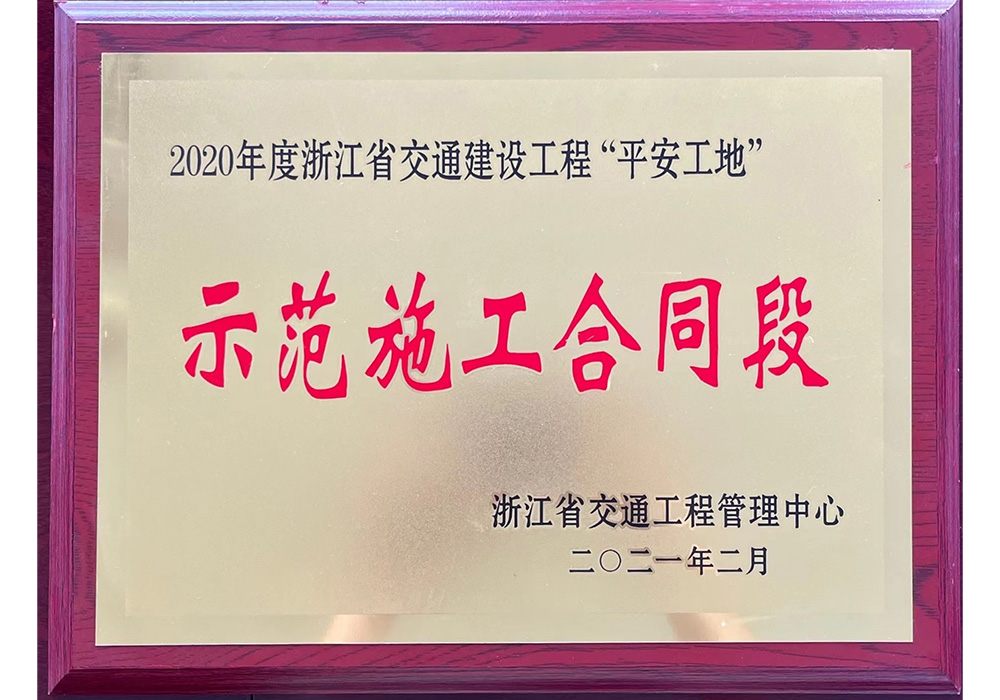 2020年度浙江省交通建设工程“平安工地”
示范施工合同段
浙江省交通工程管理中心
二〇二一年二月